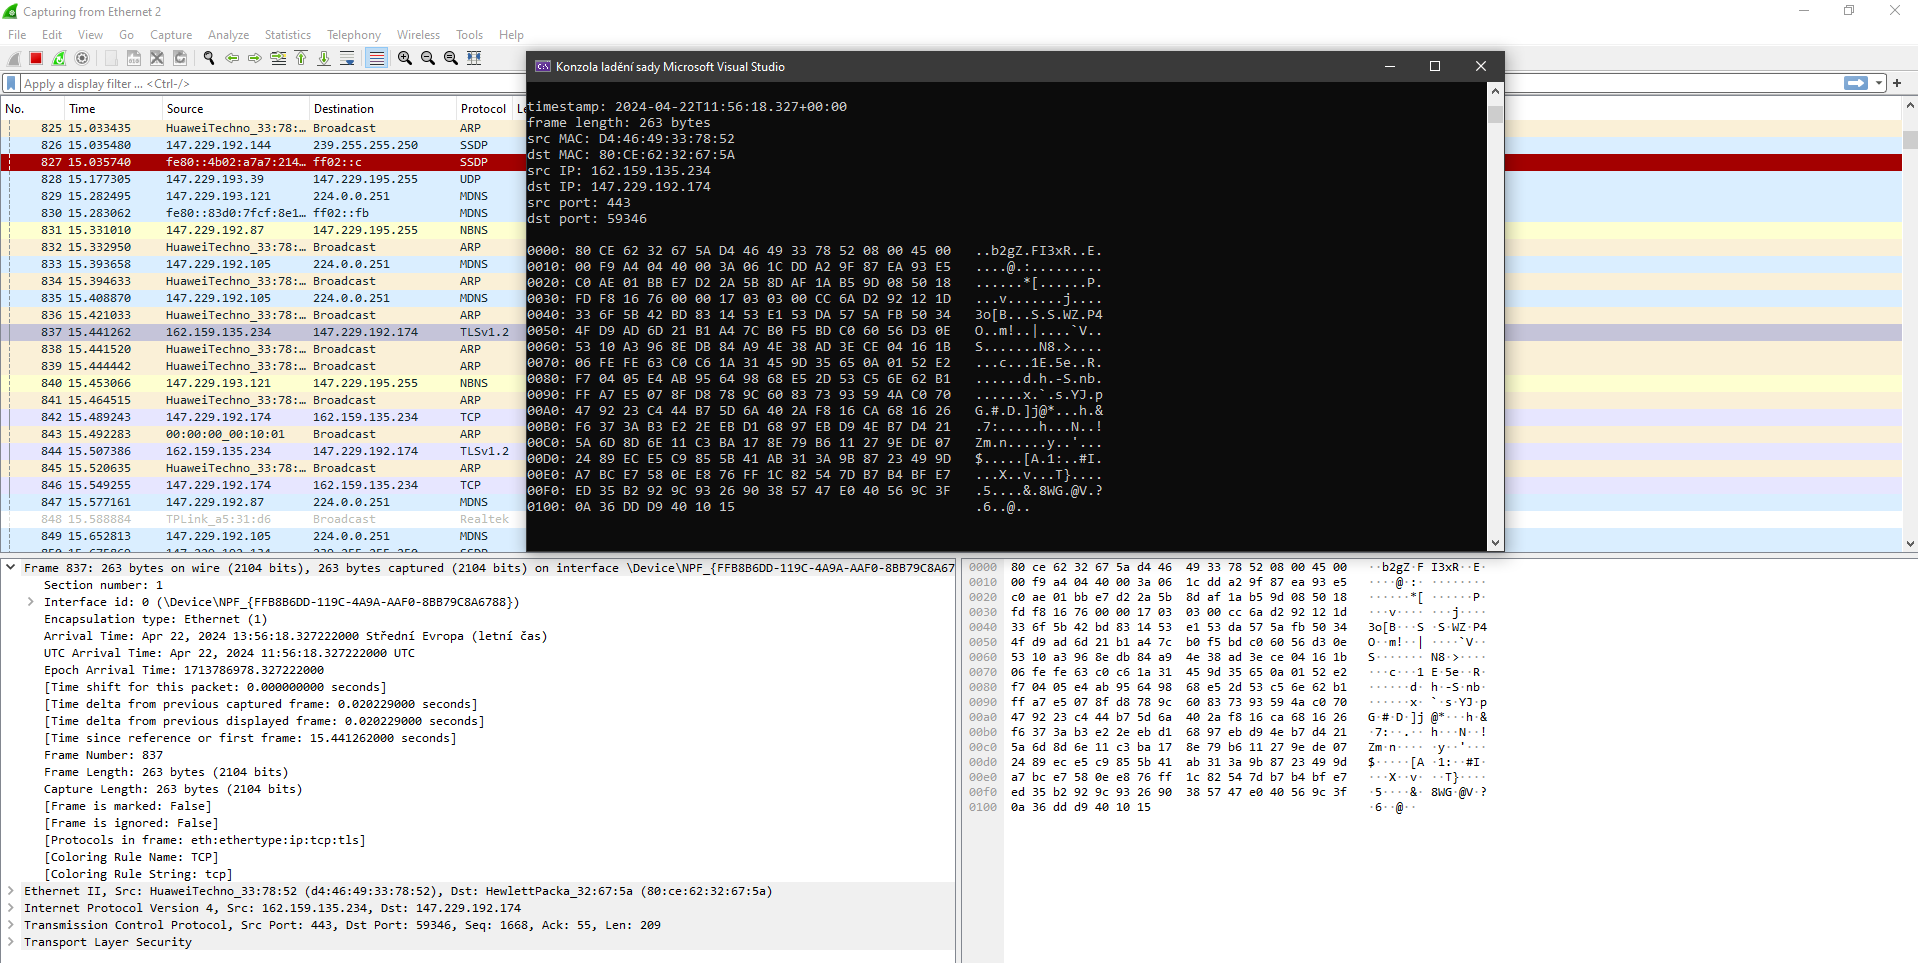 Capturing from Ethernet 2
File Edit View Go Capture Analyze Statistics Telephony Wireless Tools Help
Apply a display filter ... <Ctrl-/>
No. Time Source Destination Protocol
825 15.033435 HuaweiTechno_33:78:… Broadcast ARP
826 15.035480 147.229.192.144 239.255.255.250 SSDP
827 15.035740 fe80::4b02:a7a7:214… ff02::c SSDP
828 15.177305 147.229.193.39 147.229.195.255 UDP
829 15.282495 147.229.193.121 224.0.0.251 MDNS
830 15.283062 fe80::83d0:7fcf:8e1… ff02::fb MDNS
831 15.331010 147.229.192.87 147.229.195.255 NBNS
832 15.332950 HuaweiTechno_33:78:… Broadcast ARP
833 15.393658 147.229.192.105 224.0.0.251 MDNS
834 15.394633 HuaweiTechno_33:78:… Broadcast ARP
835 15.408870 147.229.192.105 224.0.0.251 MDNS
836 15.421033 HuaweiTechno_33:78:… Broadcast ARP
837 15.441262 162.159.135.234 147.229.192.174 TLSv1.2
838 15.441520 HuaweiTechno_33:78:… Broadcast ARP
839 15.444442 HuaweiTechno_33:78:… Broadcast ARP
840 15.453066 147.229.193.121 147.229.195.255 NBNS
841 15.464515 HuaweiTechno_33:78:… Broadcast ARP
842 15.489243 147.229.192.174 162.159.135.234 TCP
843 15.492283 00:00:00_00:10:01 Broadcast ARP
844 15.507386 162.159.135.234 147.229.192.174 TLSv1.2
845 15.520635 HuaweiTechno_33:78:… Broadcast ARP
846 15.549255 147.229.192.174 162.159.135.234 TCP
847 15.577161 147.229.192.87 224.0.0.251 MDNS
848 15.588884 TPLink_a5:31:d6 Broadcast Realtek
849 15.652813 147.229.192.105 224.0.0.251 MDNS
Konzola ladění sady Microsoft Visual Studio
timestamp: 2024-04-22T11:56:18.327+00:00
frame length: 263 bytes
src MAC: D4:46:49:33:78:52
dst MAC: 80:CE:62:32:67:5A
src IP: 162.159.135.234
dst IP: 147.229.192.174
src port: 443
dst port: 59346
0000: 80 CE 62 32 67 5A D4 46 49 33 78 52 08 00 45 00 ..b2gZ.FI3xR..E.
0010: 00 F9 A4 04 40 00 3A 06 1C DD A2 9F 87 EA 93 E5 ....@.:.........
0020: C0 AE 01 BB E7 D2 2A 5B 8D AF 1A B5 9D 08 50 18 ......*[......P.
0030: FD F8 16 76 00 00 17 03 03 00 CC 6A D2 92 12 1D ...v.......j....
0040: 33 6F 5B 42 BD 83 14 53 E1 53 DA 57 5A FB 50 34 3o[B...S.S.WZ.P4
0050: 4F D9 AD 6D 21 B1 A4 7C B0 F5 BD C0 60 56 D3 0E O..m!..|....`V..
0060: 53 10 A3 96 8E DB 84 A9 4E 38 AD 3E CE 04 16 1B S.......N8.>....
0070: 06 FE FE 63 C0 C6 1A 31 45 9D 35 65 0A 01 52 E2 ...c...1E.5e..R.
0080: F7 04 05 E4 AB 95 64 98 68 E5 2D 53 C5 6E 62 B1 ......d.h.-S.nb.
0090: FF A7 E5 07 8F D8 78 9C 60 83 73 93 59 4A C0 70 ......x.`.s.YJ.p
00A0: 47 92 23 C4 44 B7 5D 6A 40 2A F8 16 CA 68 16 26 G.#.D.]j@*...h.&
00B0: F6 37 3A B3 E2 2E EB D1 68 97 EB D9 4E B7 D4 21 .7:.....h...N..!
00C0: 5A 6D 8D 6E 11 C3 BA 17 8E 79 B6 11 27 9E DE 07 Zm.n.....y..'...
00D0: 24 89 EC E5 C9 85 5B 41 AB 31 3A 9B 87 23 49 9D $.....[A.1:..#I.
00E0: A7 BC E7 58 0E E8 76 FF 1C 82 54 7D B7 B4 BF E7 ...X..v...T}....
00F0: ED 35 B2 92 9C 93 26 90 38 57 47 E0 40 56 9C 3F .5....&.8WG.@V.?
0100: 0A 36 DD D9 40 10 15 .6..@..
Frame 837: 263 bytes on wire (2104 bits), 263 bytes captured (2104 bits) on interface \Device\NPF_{FFB8B6DD-119C-4A9A-AAF0-8BB79C8A67
Section number: 1
Interface id: 0 (\Device\NPF_{FFB8B6DD-119C-4A9A-AAF0-8BB79C8A6788})
Encapsulation type: Ethernet (1)
Arrival Time: Apr 22, 2024 13:56:18.327222000 Střední Evropa (letní čas)
UTC Arrival Time: Apr 22, 2024 11:56:18.327222000 UTC
Epoch Arrival Time: 1713786978.327222000
[Time shift for this packet: 0.000000000 seconds]
[Time delta from previous captured frame: 0.020229000 seconds]
[Time delta from previous displayed frame: 0.020229000 seconds]
[Time since reference or first frame: 15.441262000 seconds]
Frame Number: 837
Frame Length: 263 bytes (2104 bits)
Capture Length: 263 bytes (2104 bits)
[Frame is marked: False]
[Frame is ignored: False]
[Protocols in frame: eth:ethertype:ip:tcp:tls]
[Coloring Rule Name: TCP]
[Coloring Rule String: tcp]
Ethernet II, Src: HuaweiTechno_33:78:52 (d4:46:49:33:78:52), Dst: HewlettPacka_32:67:5a (80:ce:62:32:67:5a)
Internet Protocol Version 4, Src: 162.159.135.234, Dst: 147.229.192.174
Transmission Control Protocol, Src Port: 443, Dst Port: 59346, Seq: 1668, Ack: 55, Len: 209
Transport Layer Security
0000 80 ce 62 32 67 5a d4 46 49 33 78 52 08 00 45 00 ··b2gZ·F I3xR··E·
0010 00 f9 a4 04 40 00 3a 06 1c dd a2 9f 87 ea 93 e5 ····@·:· ········
0020 c0 ae 01 bb e7 d2 2a 5b 8d af 1a b5 9d 08 50 18 ······*[ ······P·
0030 fd f8 16 76 00 00 17 03 03 00 cc 6a d2 92 12 1d ···v···· ···j····
0040 33 6f 5b 42 bd 83 14 53 e1 53 da 57 5a fb 50 34 3o[B···S ·S·WZ·P4
0050 4f d9 ad 6d 21 b1 a4 7c b0 f5 bd c0 60 56 d3 0e O··m!··| ····`V··
0060 53 10 a3 96 8e db 84 a9 4e 38 ad 3e ce 04 16 1b S······· N8·>····
0070 06 fe fe 63 c0 c6 1a 31 45 9d 35 65 0a 01 52 e2 ···c···1 E·5e··R·
0080 f7 04 05 e4 ab 95 64 98 68 e5 2d 53 c5 6e 62 b1 ······d· h·-S·nb·
0090 ff a7 e5 07 8f d8 78 9c 60 83 73 93 59 4a c0 70 ······x· `·s·YJ·p
00a0 47 92 23 c4 44 b7 5d 6a 40 2a f8 16 ca 68 16 26 G·#·D·]j @*···h·&
00b0 f6 37 3a b3 e2 2e eb d1 68 97 eb d9 4e b7 d4 21 ·7:··.·· h···N··!
00c0 5a 6d 8d 6e 11 c3 ba 17 8e 79 b6 11 27 9e de 07 Zm·n···· ·y··'···
00d0 24 89 ec e5 c9 85 5b 41 ab 31 3a 9b 87 23 49 9d $·····[A ·1:··#I·
00e0 a7 bc e7 58 0e e8 76 ff 1c 82 54 7d b7 b4 bf e7 ···X··v· ··T}····
00f0 ed 35 b2 92 9c 93 26 90 38 57 47 e0 40 56 9c 3f ·5····&· 8WG·@V·?
0100 0a 36 dd d9 40 10 15 ·6··@··